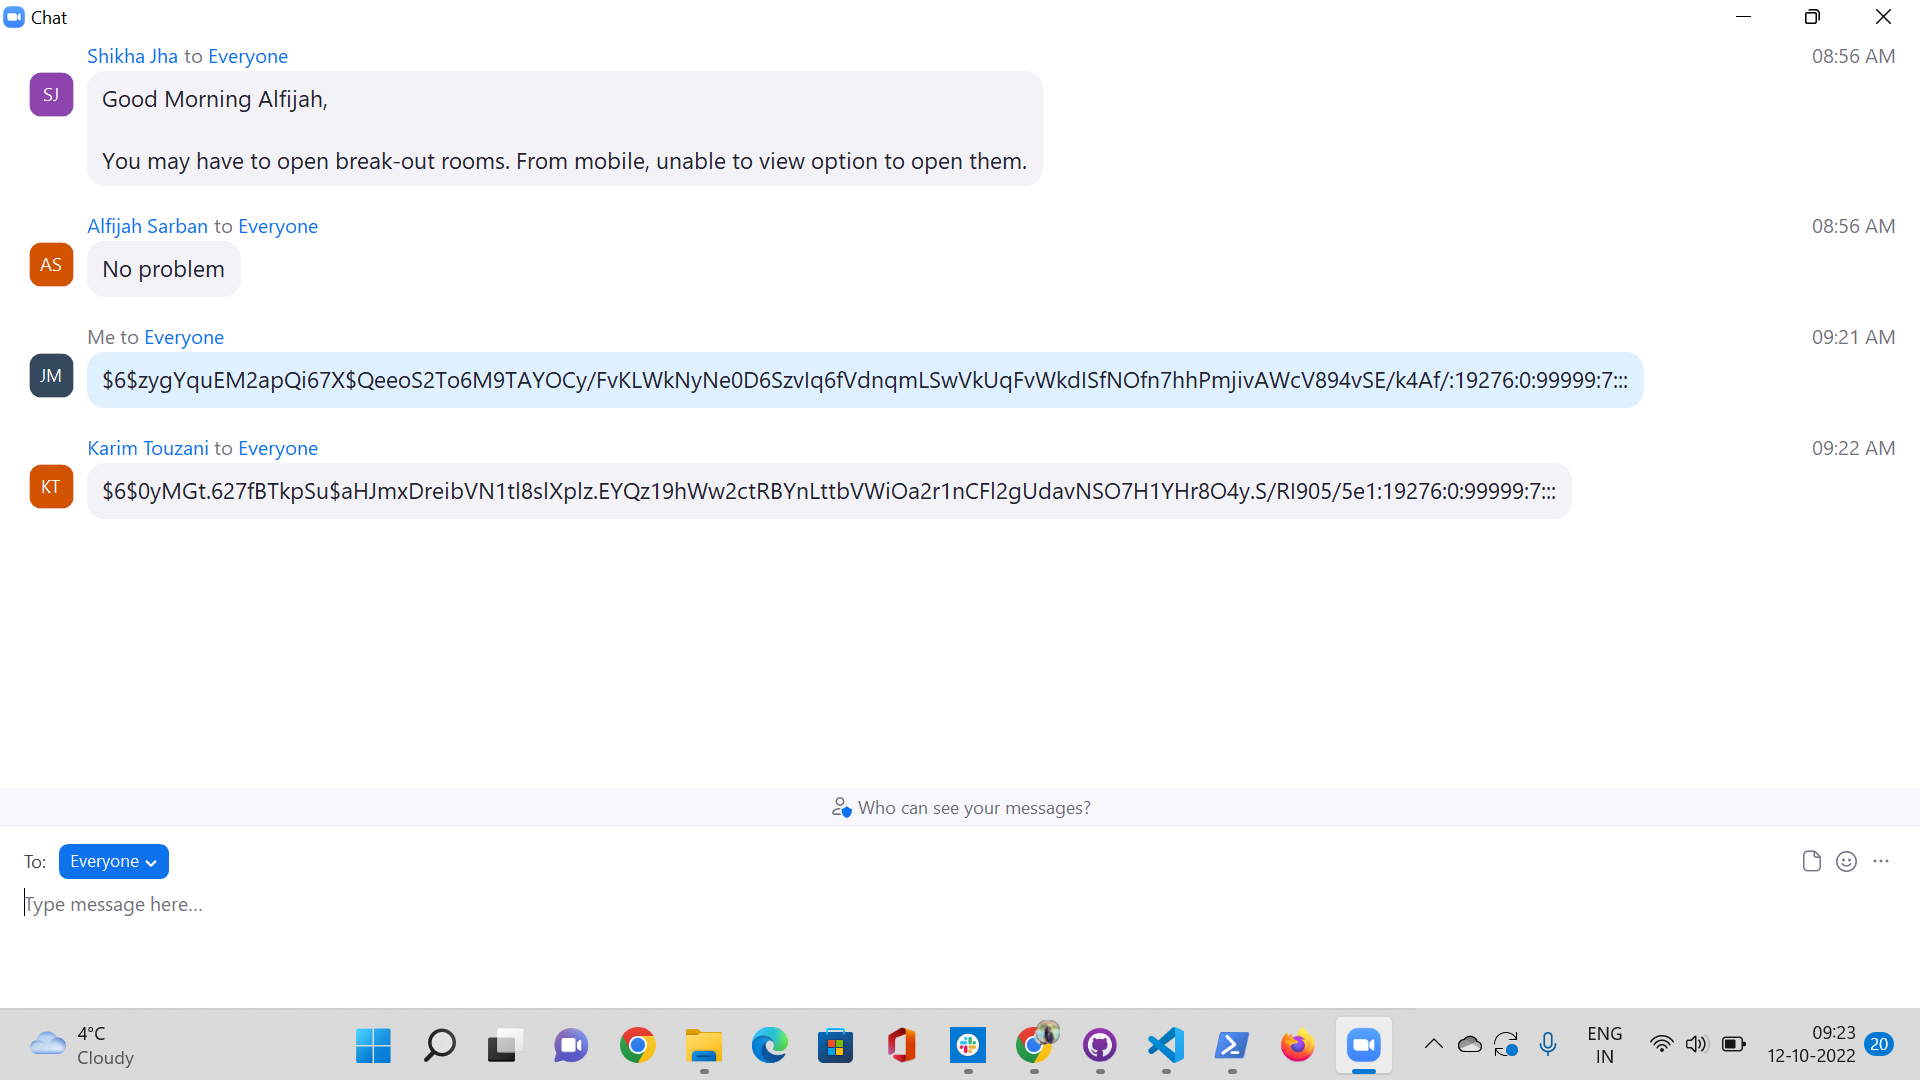 Chat
Shikha Jha to Everyone 08:56 AM
SJ
Good Morning Alfijah,
You may have to open break-out rooms. From mobile, unable to view option to open them.
Alfijah Sarban to Everyone 08:56 AM
AS
No problem
Me to Everyone 09:21 AM
JM
$6$zygYquEM2apQi67X$QeeoS2To6M9TAYOCy/FvKLWkNyNe0D6SzvIq6fVdnqmLSwVkUqFvWkdISfNOfn7hhPmjivAWcV894vSE/k4Af/:19276:0:99999:7:::
Karim Touzani to Everyone 09:22 AM
KT
$6$0yMGt.627fBTkpSu$aHJmxDreibVN1tl8slXplz.EYQz19hWw2ctRBYnLttbVWiOa2r1nCFl2gUdavNSO7H1YHr8O4y.S/RI905/5e1:19276:0:99999:7:::
Who can see your messages?
To: Everyone
Type message here...
4°C
Cloudy
ENG
IN
09:23
12-10-2022
20